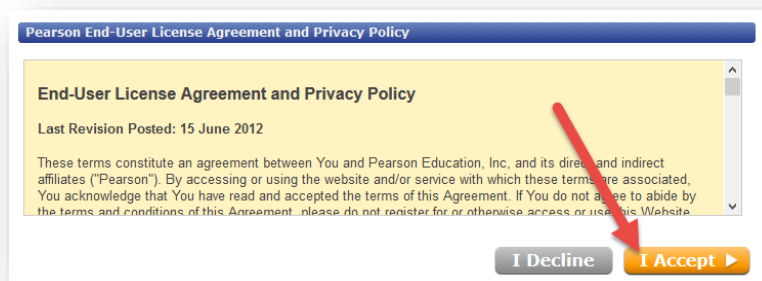 Pearson End-User License Agreement and Privacy Policy
End-User License Agreement and Privacy Policy
Last Revision Posted: 15 June 2012
These terms constitute an agreement between You and Pearson Education, Inc, and its direct and indirect
affiliates ("Pearson"). By accessing or using the website and/or service with which these terms are associated,
You acknowledge that You have read and accepted the terms of this Agreement. If You do not agree to abide by
the terms and conditions of this Agreement, please do not register for or otherwise access or use this Website
I Decline
I Accept